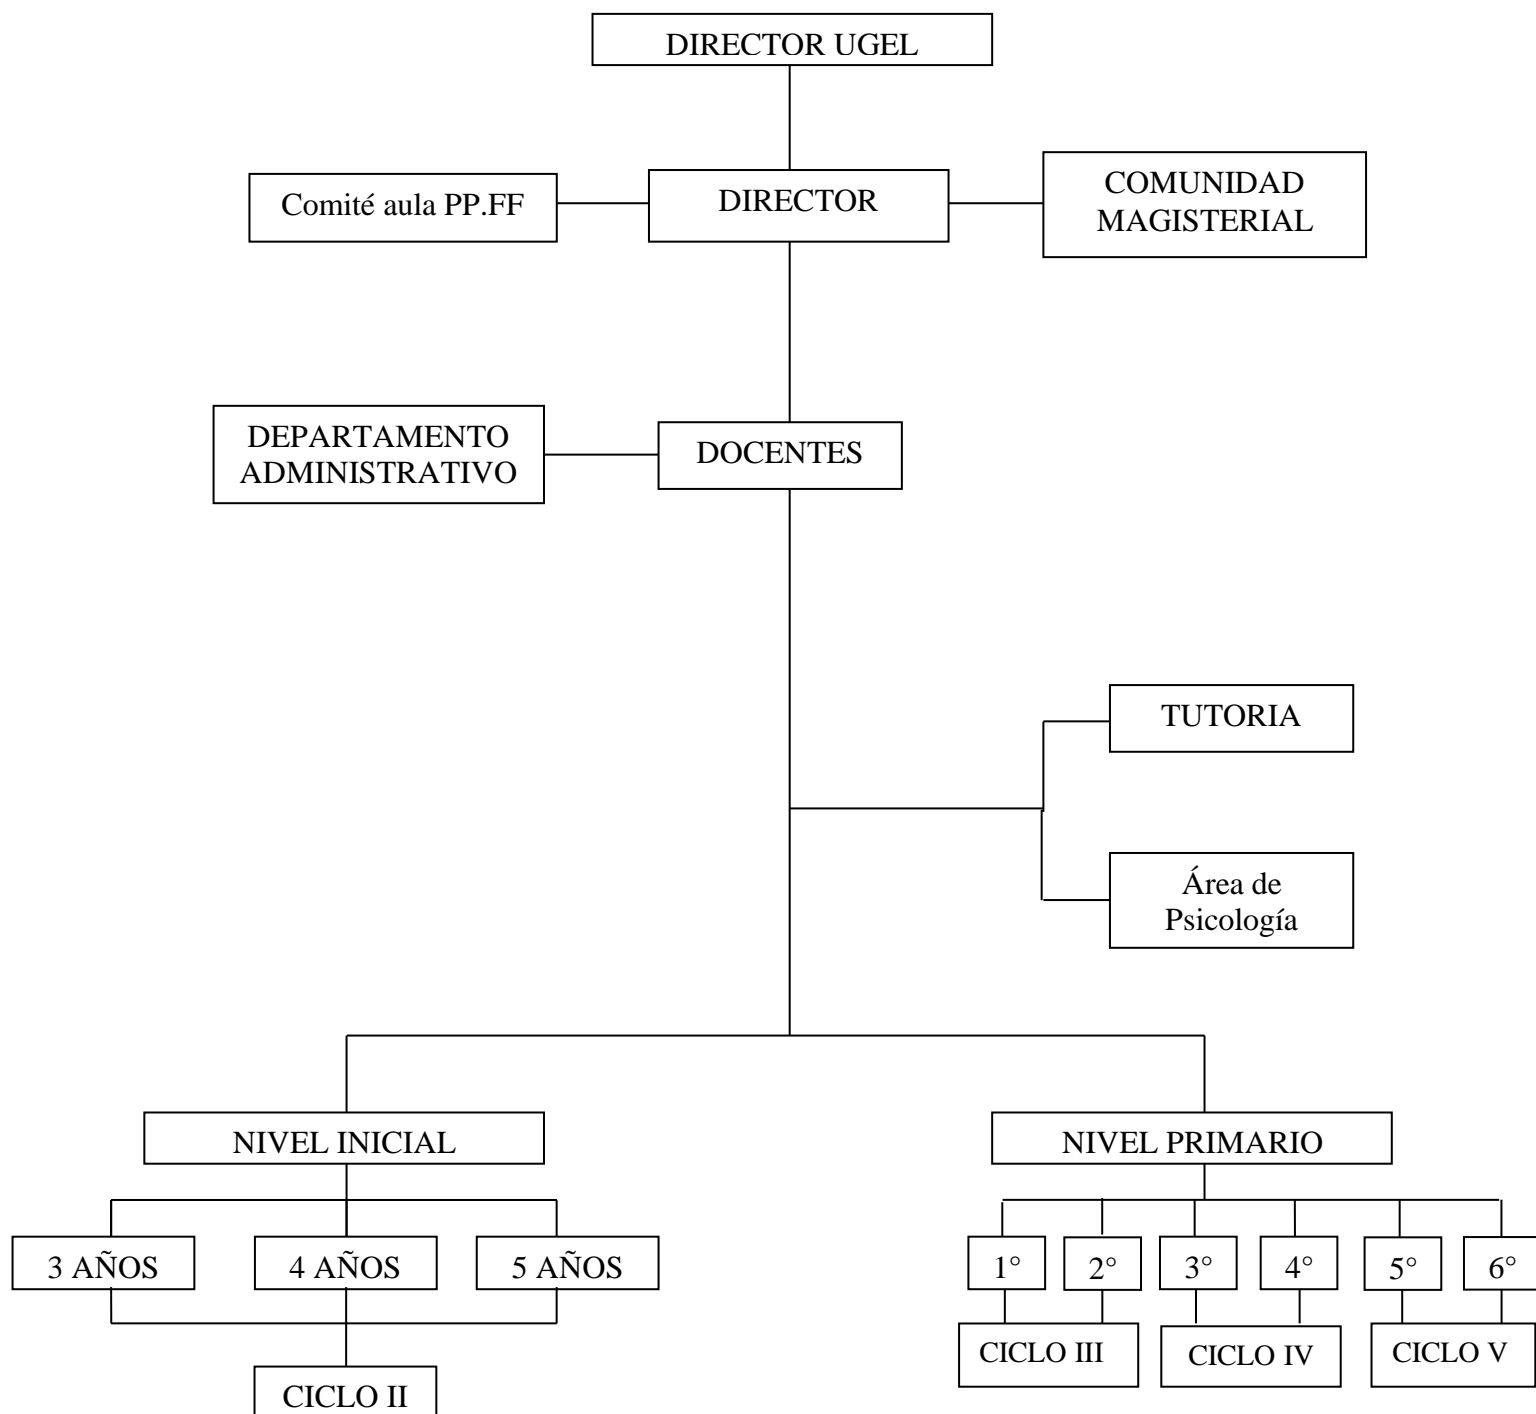 DIRECTOR UGEL
Comité aula PP.FF
DIRECTOR
COMUNIDAD
MAGISTERIAL
DEPARTAMENTO
ADMINISTRATIVO
DOCENTES
TUTORIA
Área de
Psicología
NIVEL INICIAL
NIVEL PRIMARIO
3 AÑOS
4 AÑOS
5 AÑOS
1°
2°
3°
4°
5°
6°
CICLO II
CICLO III
CICLO IV
CICLO V